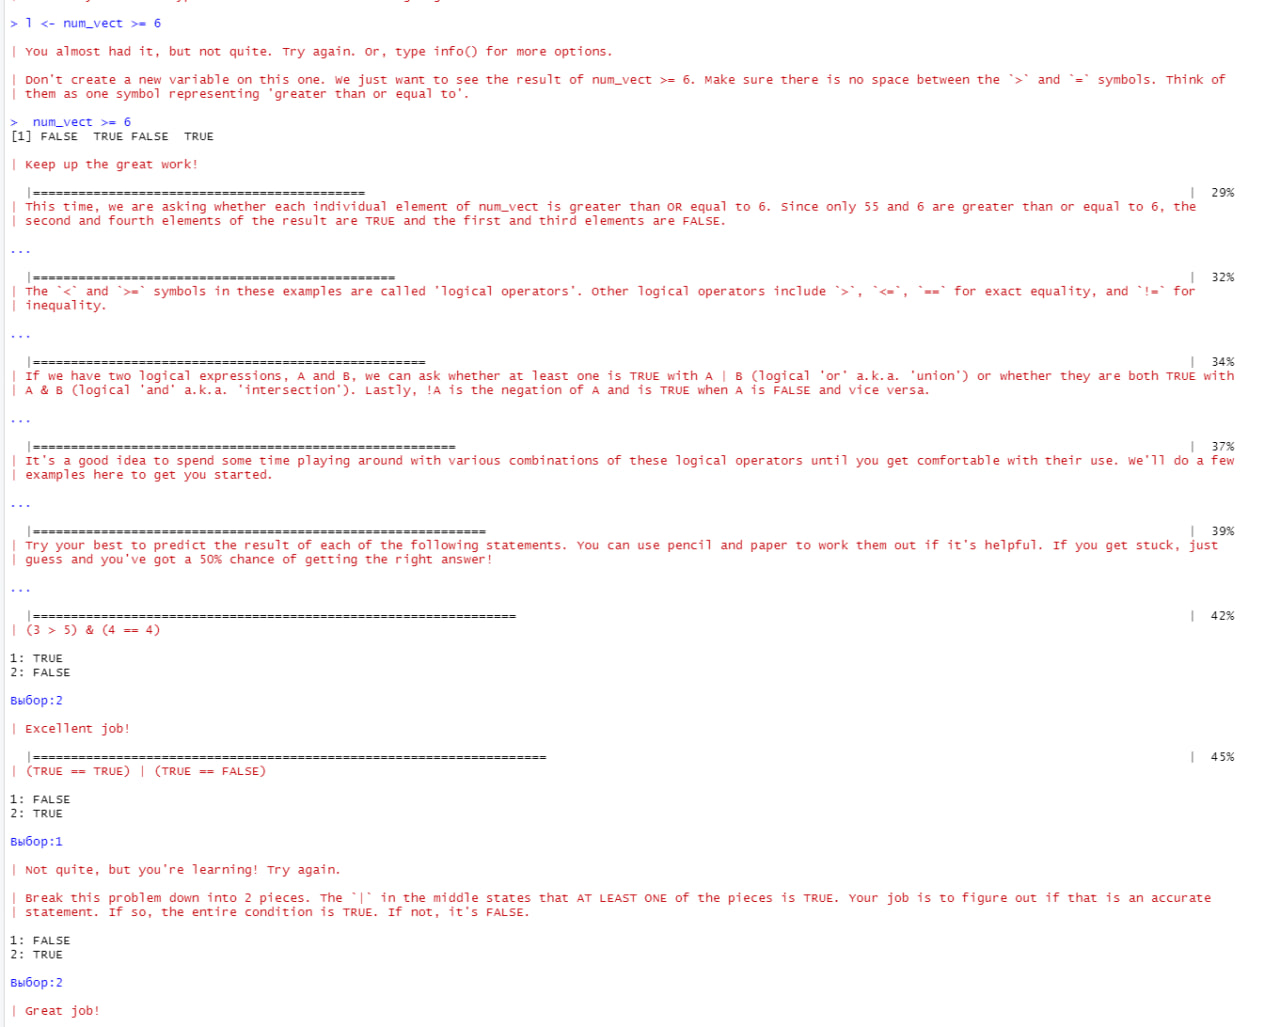 > l <- num_vect >= 6
| You almost had it, but not quite. Try again. Or, type info() for more options.
| Don't create a new variable on this one. We just want to see the result of num_vect >= 6. Make sure there is no space between the `>` and `=` symbols. Think of
| them as one symbol representing 'greater than or equal to'.
>  num_vect >= 6
[1] FALSE  TRUE FALSE  TRUE
| Keep up the great work!
|============================================ | 29%
| This time, we are asking whether each individual element of num_vect is greater than OR equal to 6. Since only 55 and 6 are greater than or equal to 6, the
| second and fourth elements of the result are TRUE and the first and third elements are FALSE.
...
|================================================ | 32%
| The `<` and `>=` symbols in these examples are called 'logical operators'. Other logical operators include `>`, `<=`, `==` for exact equality, and `!=` for
| inequality.
...
|==================================================== | 34%
| If we have two logical expressions, A and B, we can ask whether at least one is TRUE with A | B (logical 'or' a.k.a. 'union') or whether they are both TRUE with
| A & B (logical 'and' a.k.a. 'intersection'). Lastly, !A is the negation of A and is TRUE when A is FALSE and vice versa.
...
|======================================================== | 37%
| It's a good idea to spend some time playing around with various combinations of these logical operators until you get comfortable with their use. We'll do a few
| examples here to get you started.
...
|============================================================ | 39%
| Try your best to predict the result of each of the following statements. You can use pencil and paper to work them out if it's helpful. If you get stuck, just
| guess and you've got a 50% chance of getting the right answer!
...
|================================================================ | 42%
| (3 > 5) & (4 == 4)
1: TRUE
2: FALSE
Выбор:2
| Excellent job!
|==================================================================== | 45%
| (TRUE == TRUE) | (TRUE == FALSE)
1: FALSE
2: TRUE
Выбор:1
| Not quite, but you're learning! Try again.
| Break this problem down into 2 pieces. The `|` in the middle states that AT LEAST ONE of the pieces is TRUE. Your job is to figure out if that is an accurate
| statement. If so, the entire condition is TRUE. If not, it's FALSE.
1: FALSE
2: TRUE
Выбор:2
| Great job!